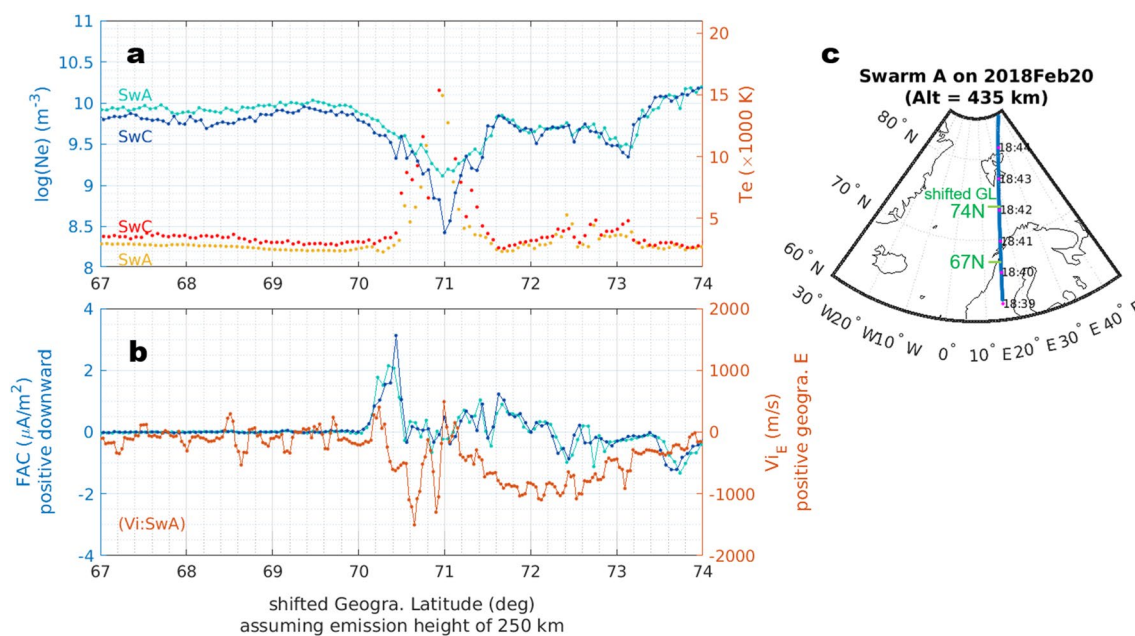 a
11
10.5
10
9.5
9
8.5
8
log(Ne) (m⁻³)
SwA
SwC
SwC
SwA
20
15
10
5
Te (×1000 K)
67 68 69 70 71 72 73 74
b
4
2
0
-2
-4
FAC (μA/m²)
positive downward
(Vi:SwA)
2000
1000
0
-1000
-2000
Vi_E (m/s)
positive geogra. E
67 68 69 70 71 72 73 74
shifted Geogra. Latitude (deg)
assuming emission height of 250 km
c
Swarm A on 2018Feb20
(Alt = 435 km)
80° N
70° N
60° N
18:44
18:43
shifted GL
74N
18:42
18:41
67N
18:40
18:39
30° W 20° W 10° W 0° 10° E 20° E 30° E 40° E